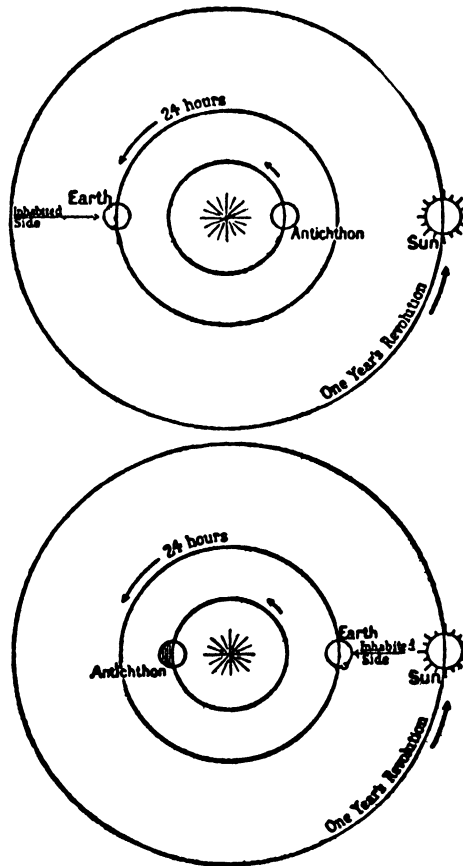 24 hours
Earth
Inhabited
Side
Antichthon
Sun
One Year's Revolution
24 hours
Earth
Inhabited
Side
Antichthon
Sun
One Year's Revolution